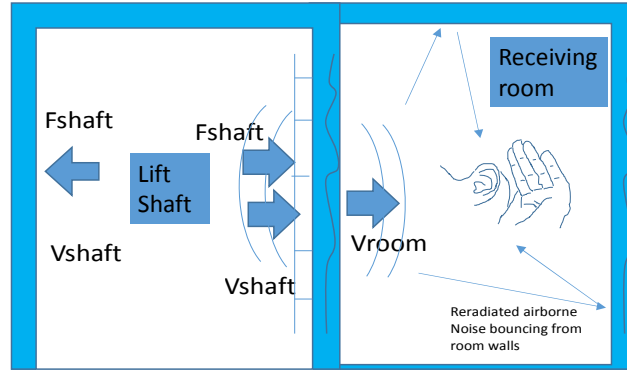 Fshaft
Vshaft
Lift
Shaft
Fshaft
Vshaft
Vroom
Receiving
room
Reradiated airborne
Noise bouncing from
room walls